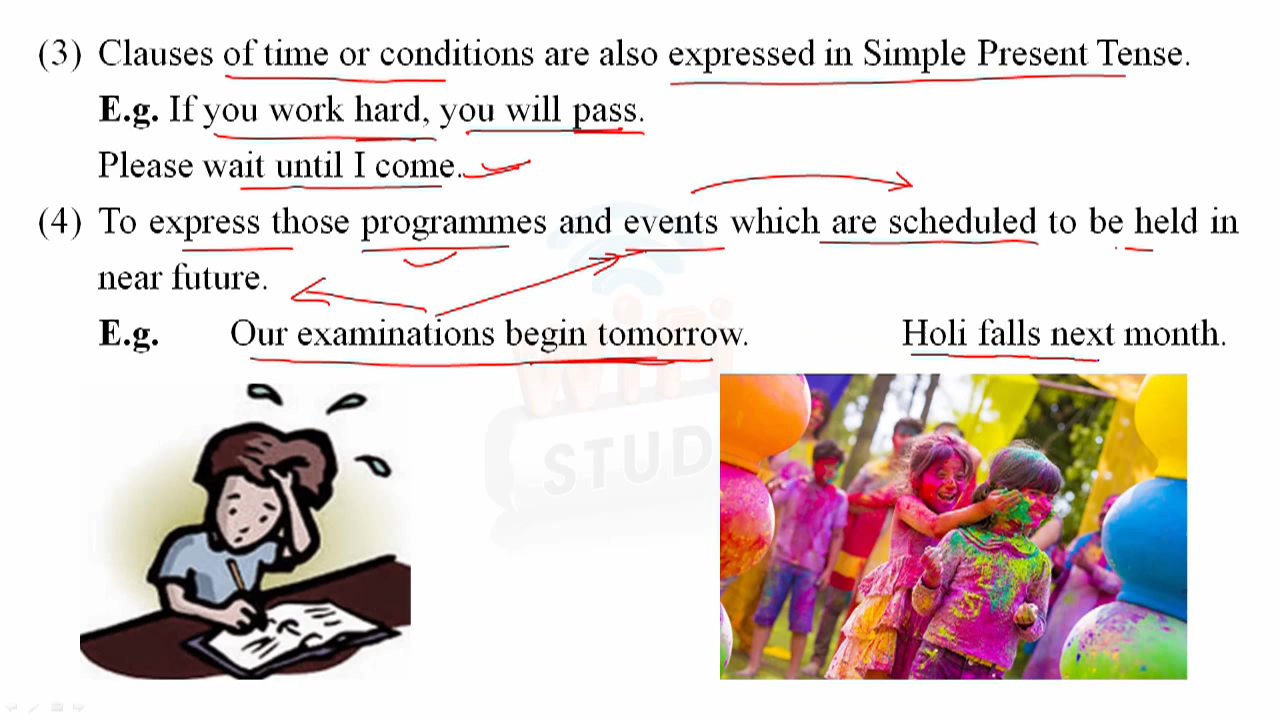 (3) Clauses of time or conditions are also expressed in Simple Present Tense.
E.g. If you work hard, you will pass.
Please wait until I come.
(4) To express those programmes and events which are scheduled to be held in
near future.
E.g. Our examinations begin tomorrow. Holi falls next month.
WiFi
STUD